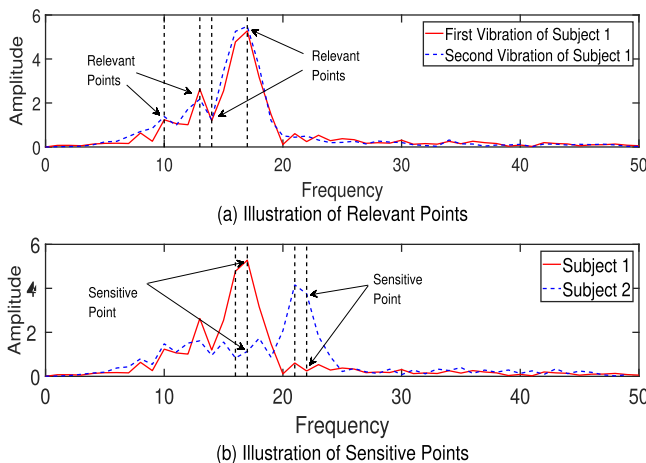 6
4
2
0
0 10 20 30 40 50
Amplitude
Frequency
First Vibration of Subject 1
Second Vibration of Subject 1
Relevant
Points
Relevant
Points
(a) Illustration of Relevant Points
6
4
2
0
0 10 20 30 40 50
Amplitude
Frequency
Subject 1
Subject 2
Sensitive
Point
Sensitive
Point
(b) Illustration of Sensitive Points